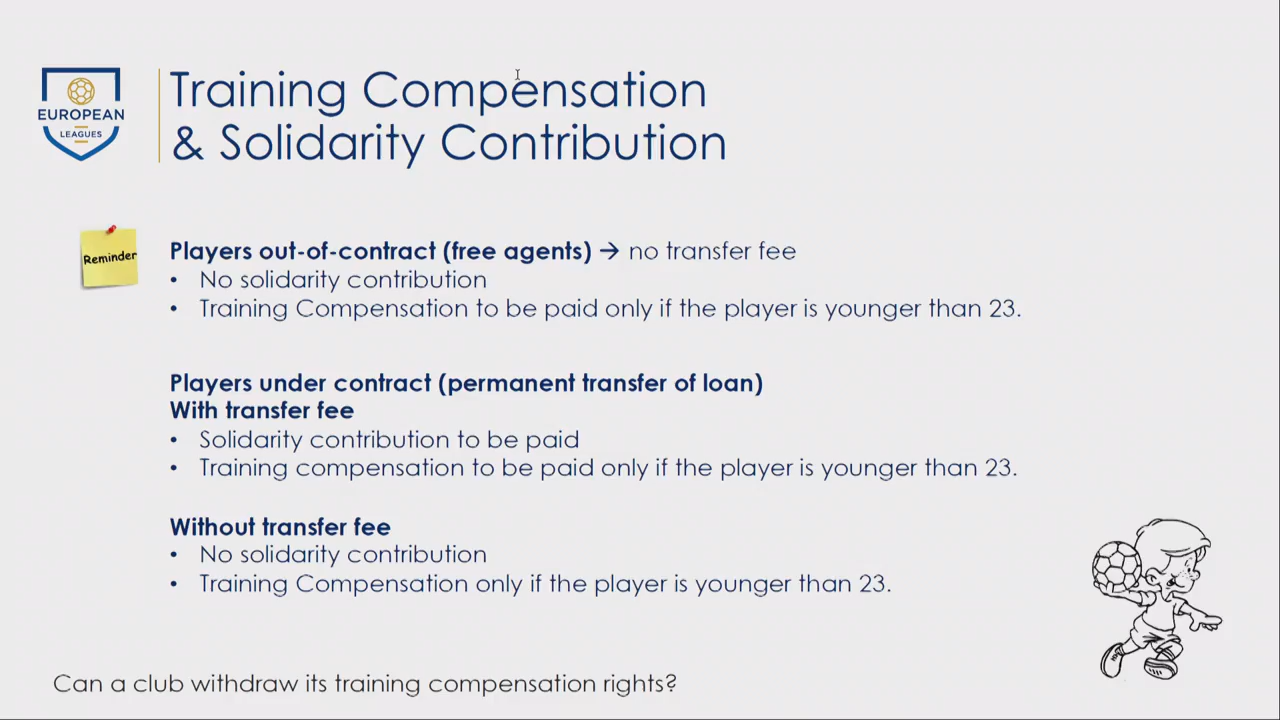 EUROPEAN
LEAGUES
Training Compensation
& Solidarity Contribution
Reminder
Players out-of-contract (free agents) → no transfer fee
• No solidarity contribution
• Training Compensation to be paid only if the player is younger than 23.
Players under contract (permanent transfer of loan)
With transfer fee
• Solidarity contribution to be paid
• Training compensation to be paid only if the player is younger than 23.
Without transfer fee
• No solidarity contribution
• Training Compensation only if the player is younger than 23.
Can a club withdraw its training compensation rights?